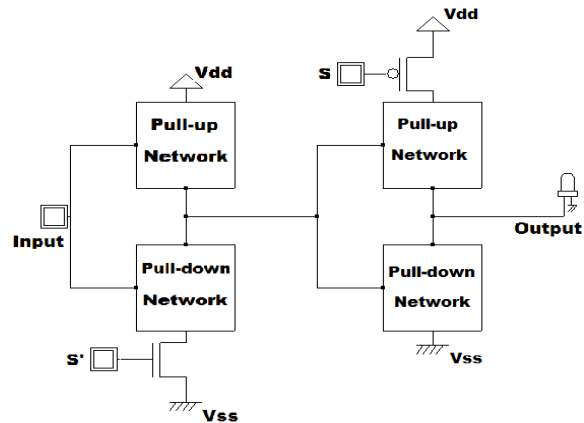 Vdd
S
Vdd
Pull-up
Network
Pull-up
Network
Input
Output
Pull-down
Network
Pull-down
Network
S'
Vss
Vss